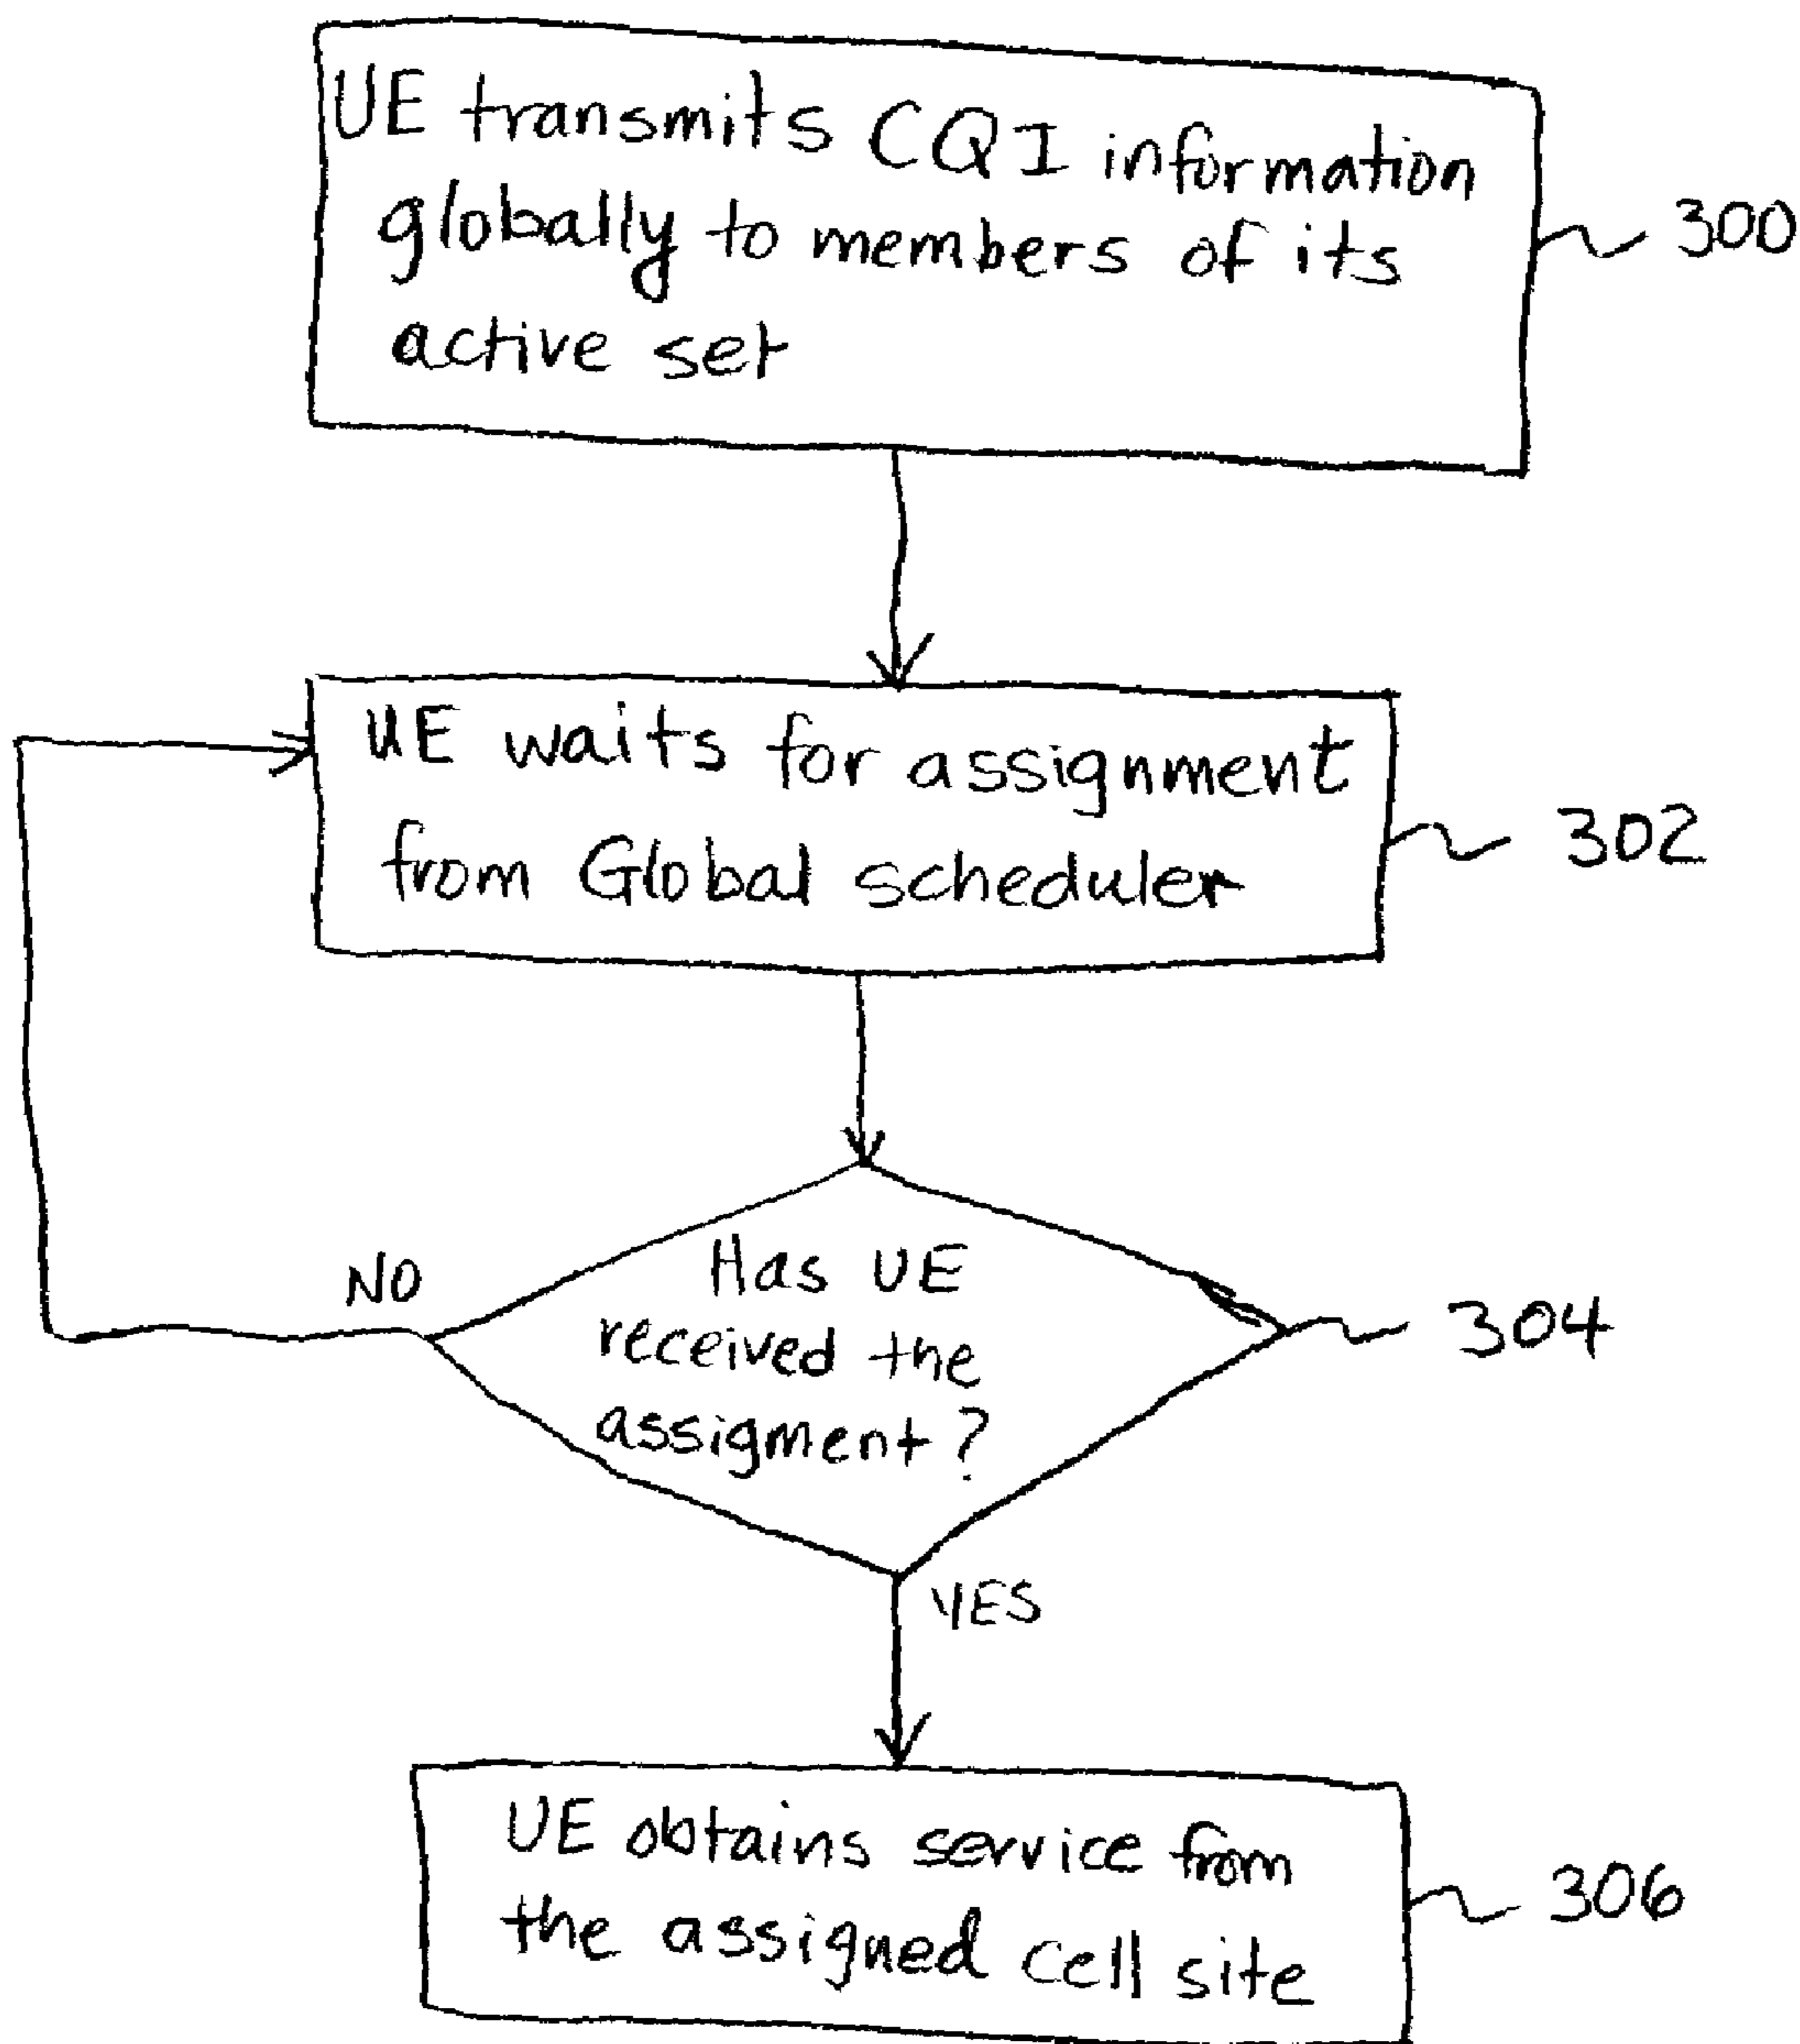 UE transmits CQI information
globally to members of its
active set
300
UE waits for assignment
from Global scheduler
302
NO
Has UE
received the
assigment?
304
YES
UE obtains service from
the assigned cell site
306